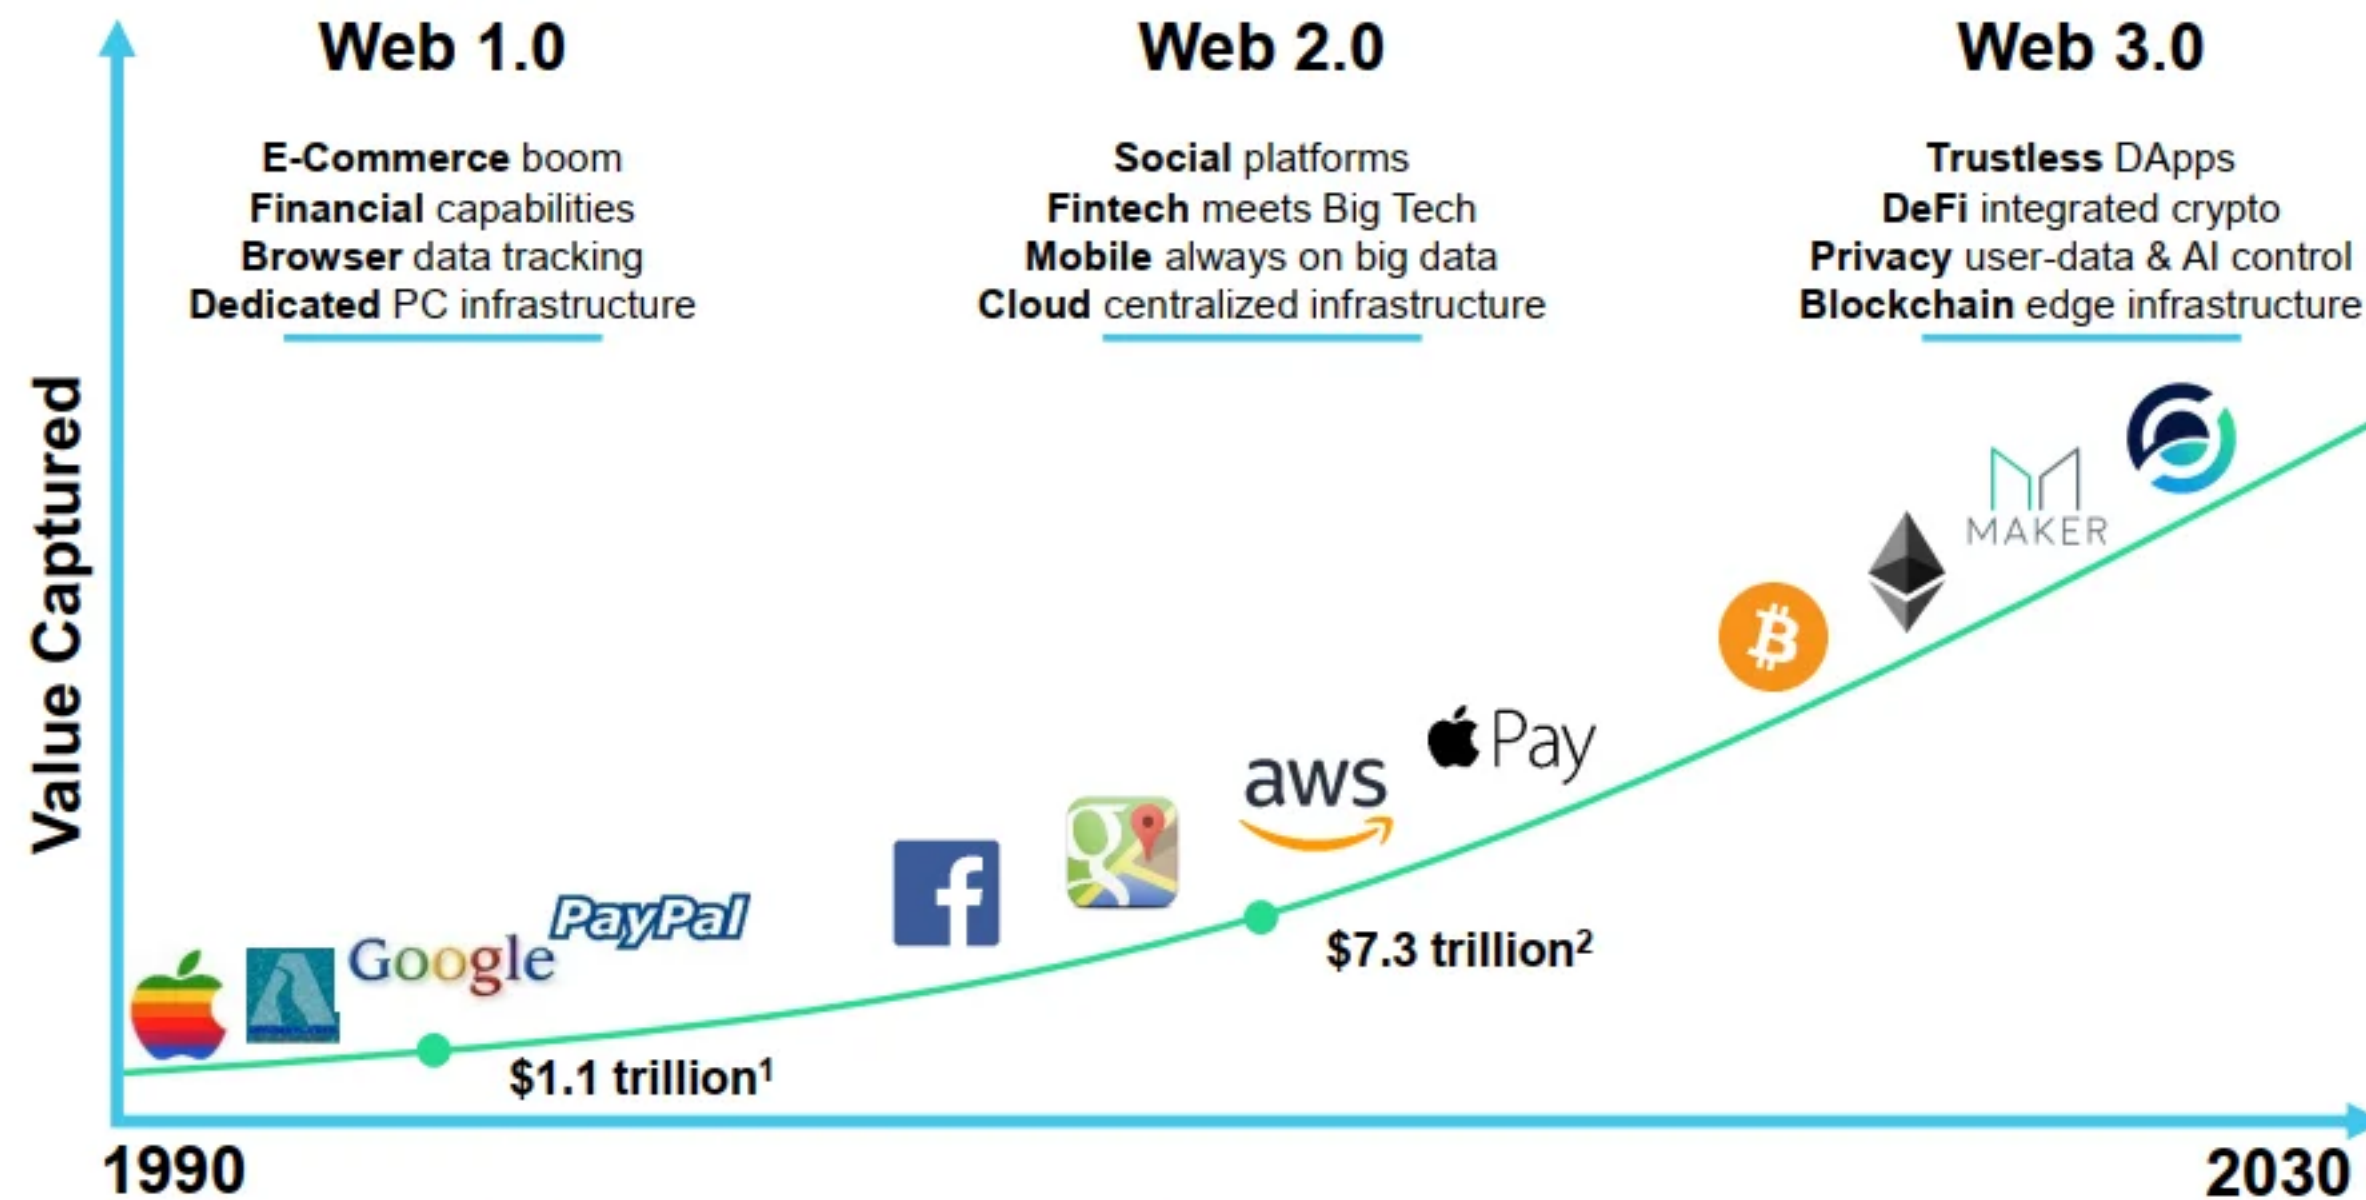 Web 1.0
E-Commerce boom
Financial capabilities
Browser data tracking
Dedicated PC infrastructure
Web 2.0
Social platforms
Fintech meets Big Tech
Mobile always on big data
Cloud centralized infrastructure
Web 3.0
Trustless DApps
DeFi integrated crypto
Privacy user-data & AI control
Blockchain edge infrastructure
Value Captured
MAKER
Pay
aws
PayPal
Google
$7.3 trillion²
$1.1 trillion¹
1990
2030